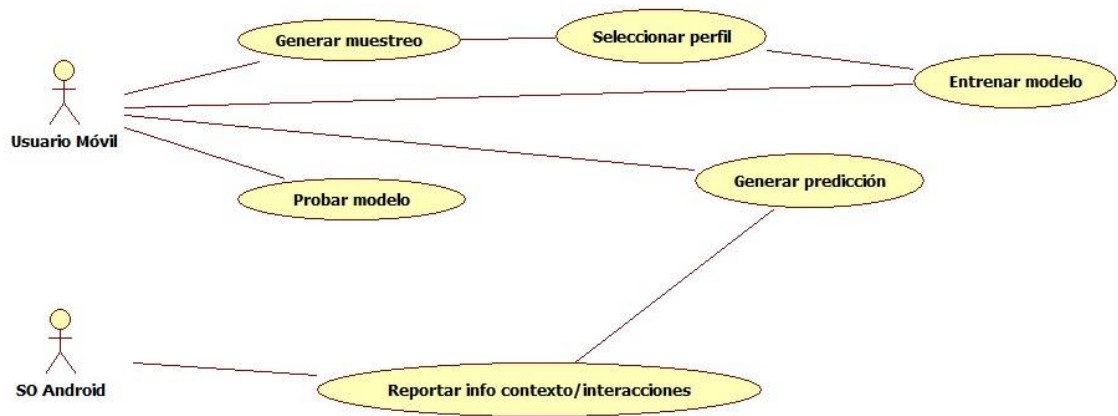 Generar muestreo
Seleccionar perfil
Entrenar modelo
Usuario Móvil
Generar predicción
Probar modelo
SO Android
Reportar info contexto/interacciones